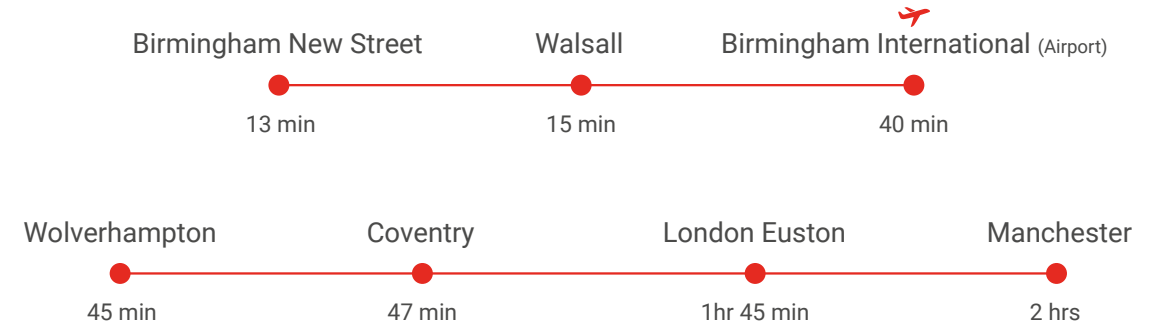 Birmingham New Street Walsall Birmingham International (Airport)
13 min 15 min 40 min
Wolverhampton Coventry London Euston Manchester
45 min 47 min 1hr 45 min 2 hrs